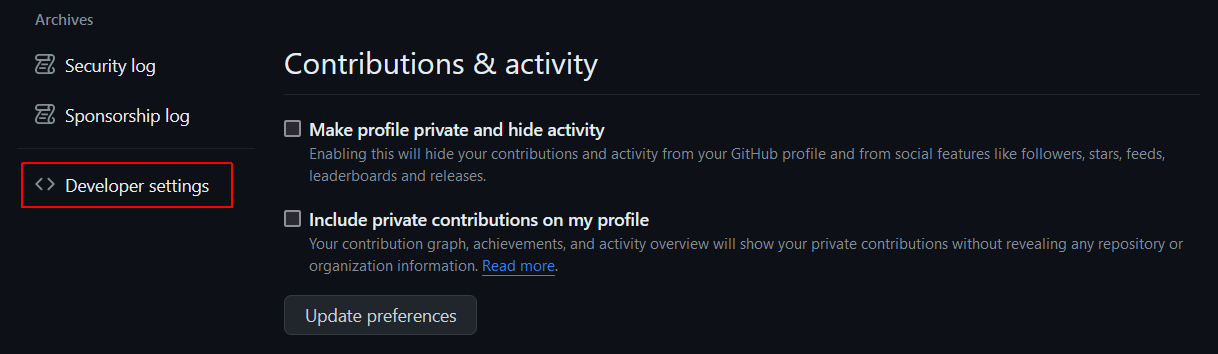 Archives
Security log
Sponsorship log
Developer settings
Contributions & activity
Make profile private and hide activity
Enabling this will hide your contributions and activity from your GitHub profile and from social features like followers, stars, feeds,
leaderboards and releases.
Include private contributions on my profile
Your contribution graph, achievements, and activity overview will show your private contributions without revealing any repository or
organization information. Read more.
Update preferences